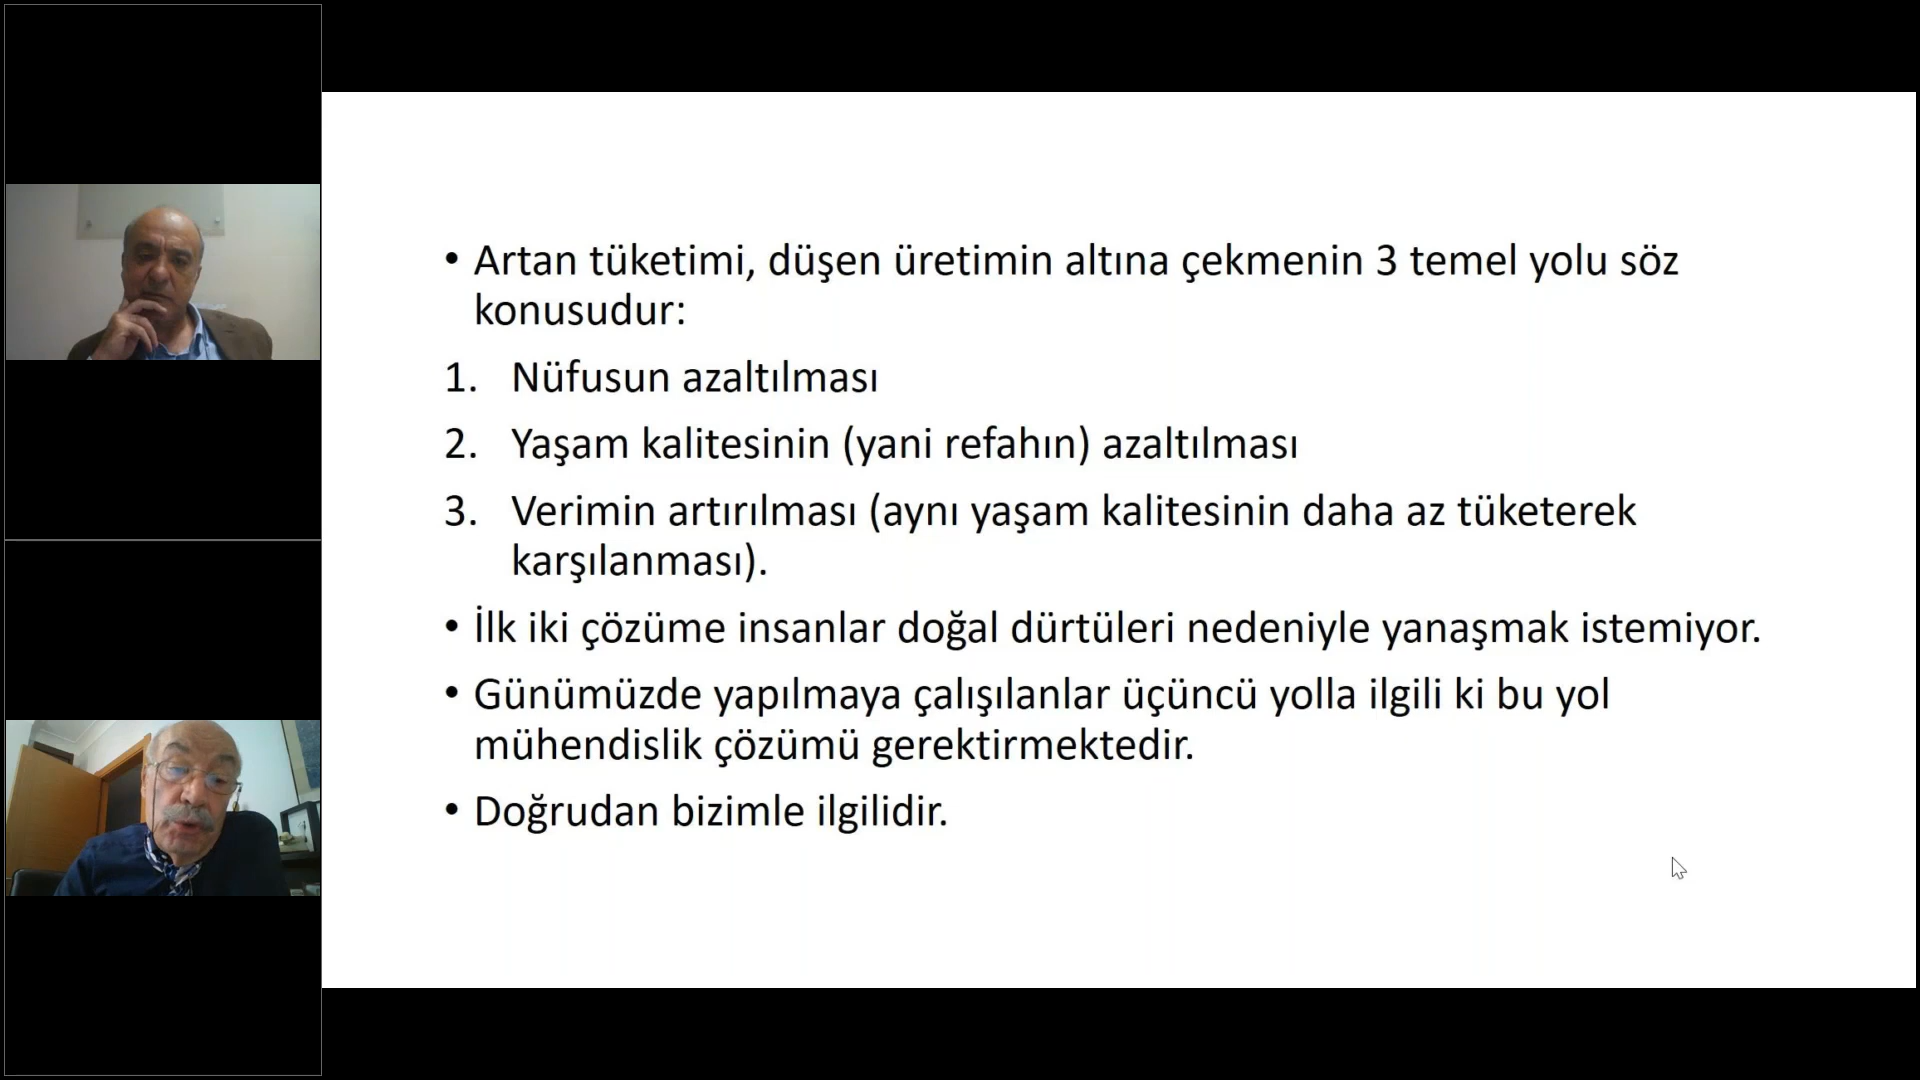 • Artan tüketimi, düşen üretimin altına çekmenin 3 temel yolu söz
konusudur:
1. Nüfusun azaltılması
2. Yaşam kalitesinin (yani refahın) azaltılması
3. Verimin artırılması (aynı yaşam kalitesinin daha az tüketerek
karşılanması).
• İlk iki çözüme insanlar doğal dürtüleri nedeniyle yanaşmak istemiyor.
• Günümüzde yapılmaya çalışılanlar üçüncü yolla ilgili ki bu yol
mühendislik çözümü gerektirmektedir.
• Doğrudan bizimle ilgilidir.